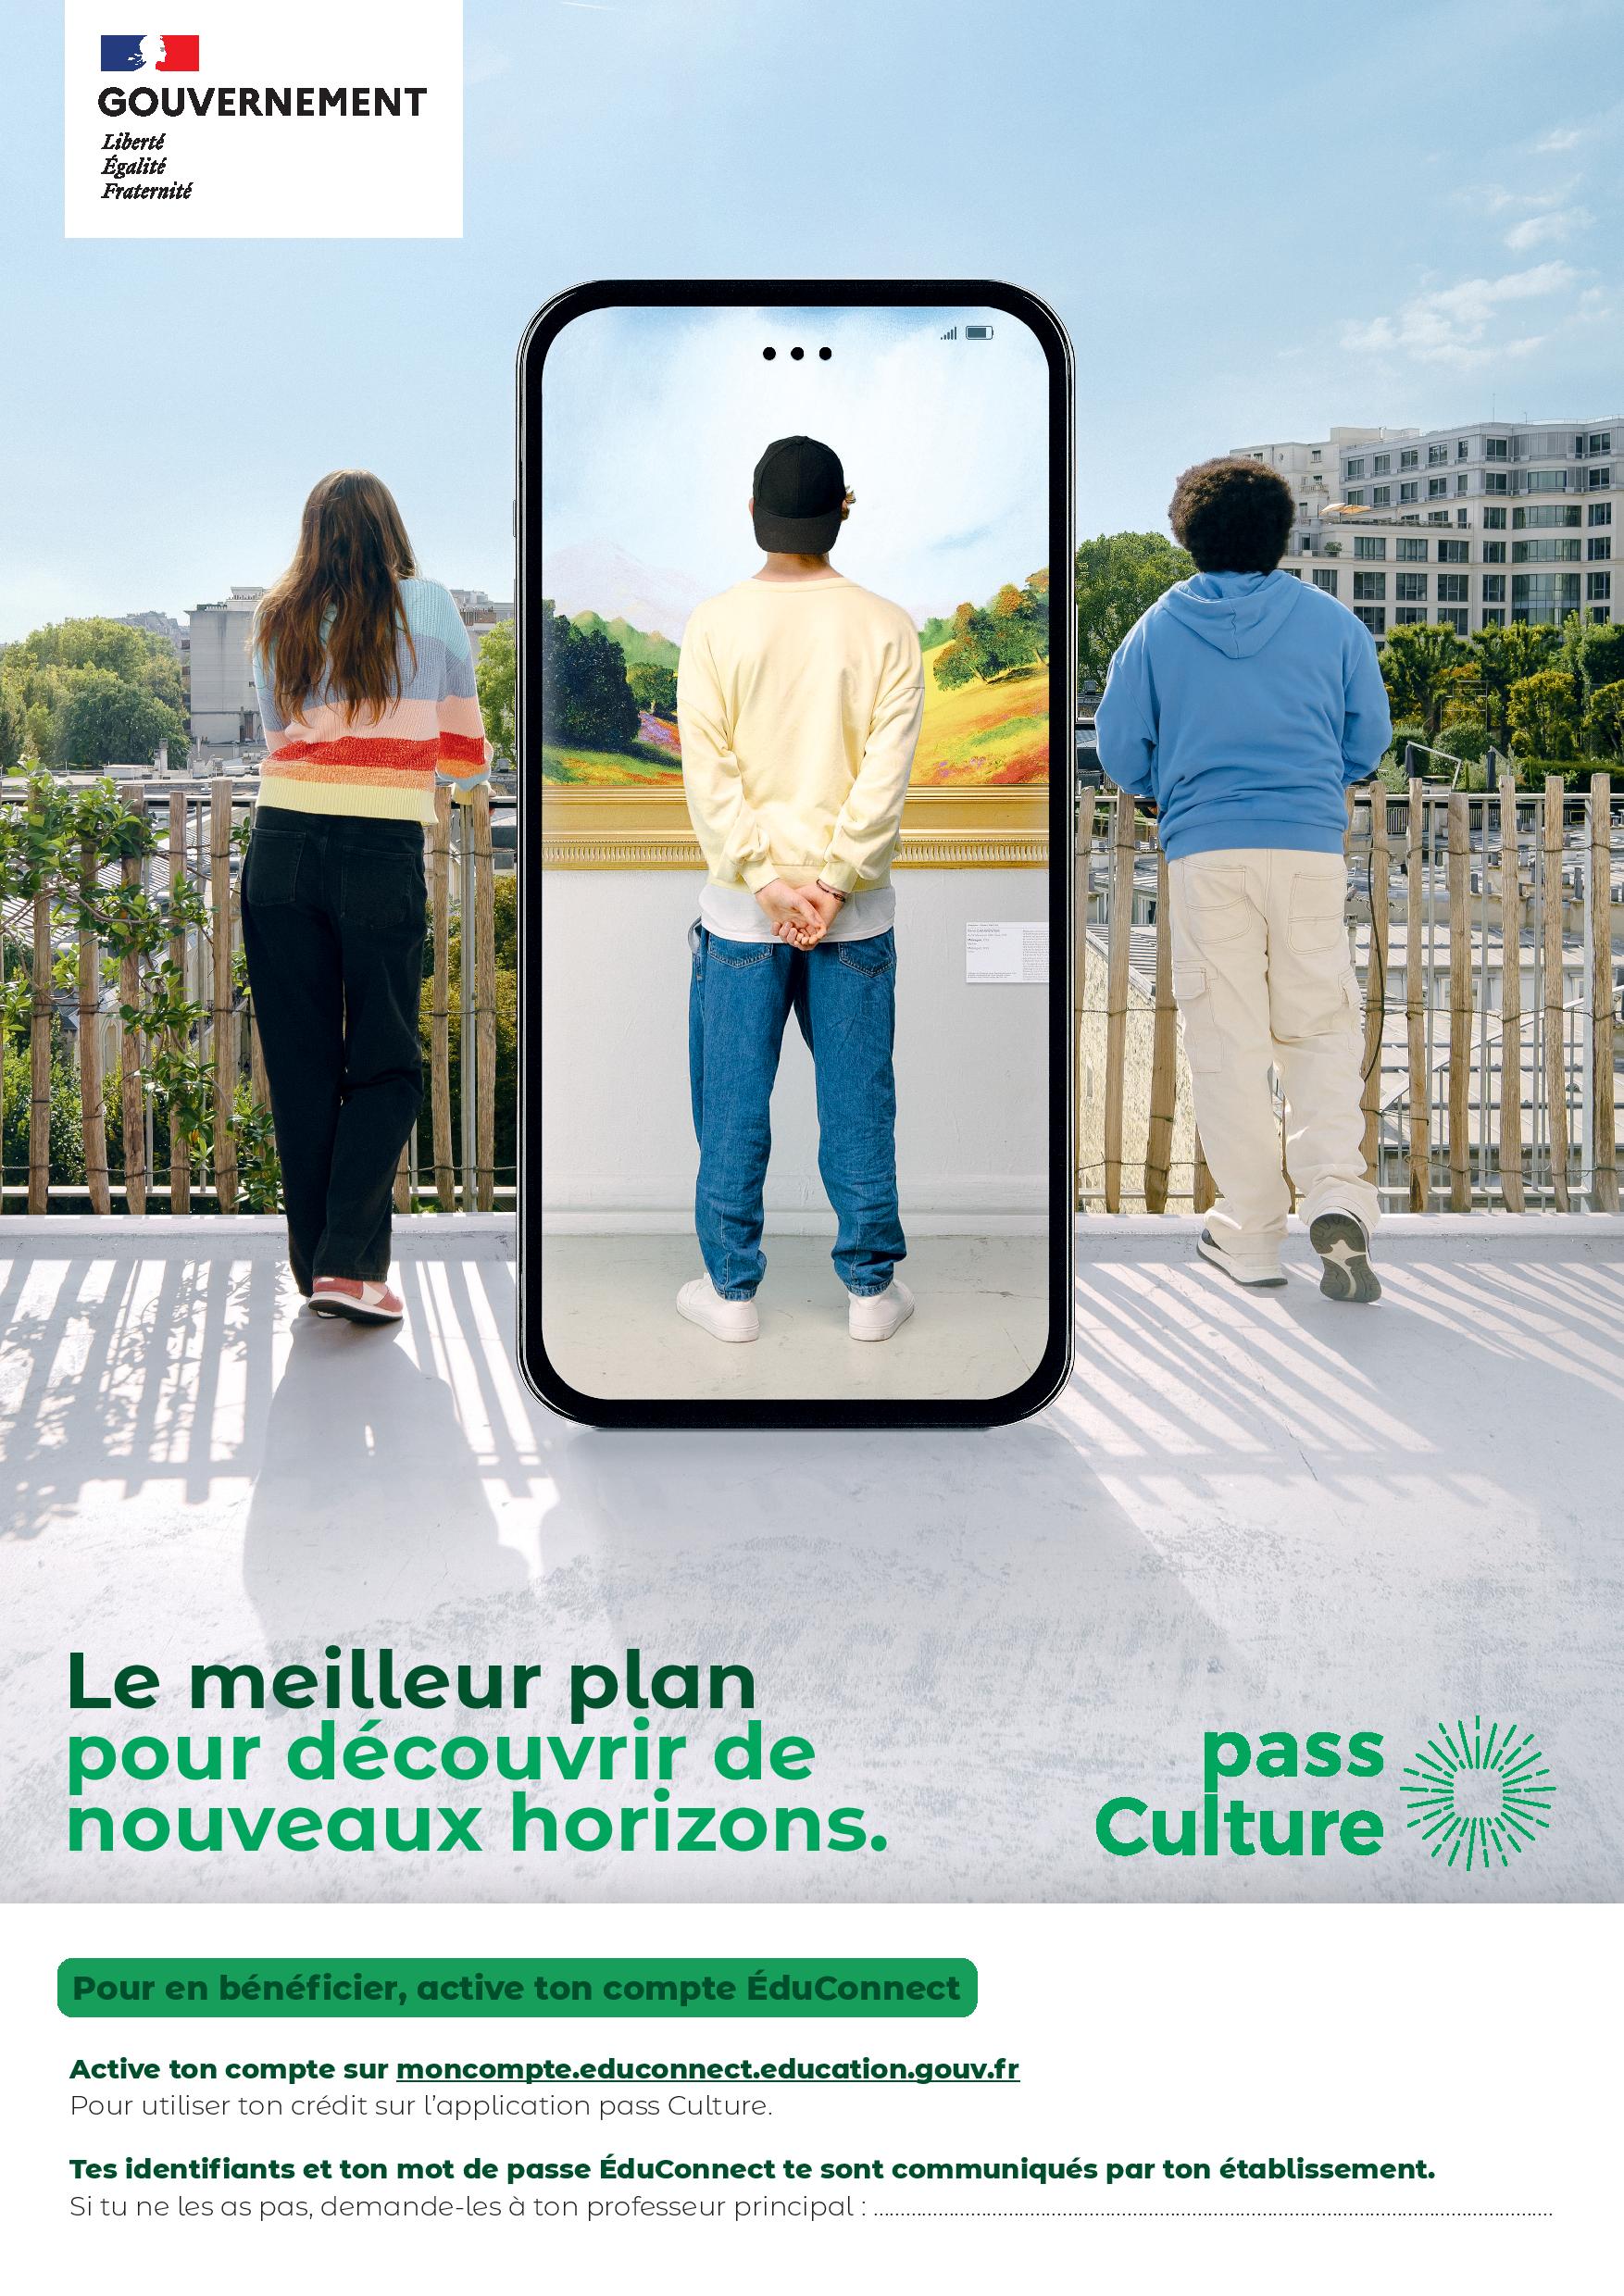 GOUVERNEMENT
Liberté
Égalité
Fraternité
Le meilleur plan
pour découvrir de
nouveaux horizons.
pass
Culture
Pour en bénéficier, active ton compte ÉduConnect
Active ton compte sur moncompte.educonnect.education.gouv.fr
Pour utiliser ton crédit sur l'application pass Culture.
Tes identifiants et ton mot de passe ÉduConnect te sont communiqués par ton établissement.
Si tu ne les as pas, demande-les à ton professeur principal : ........................................